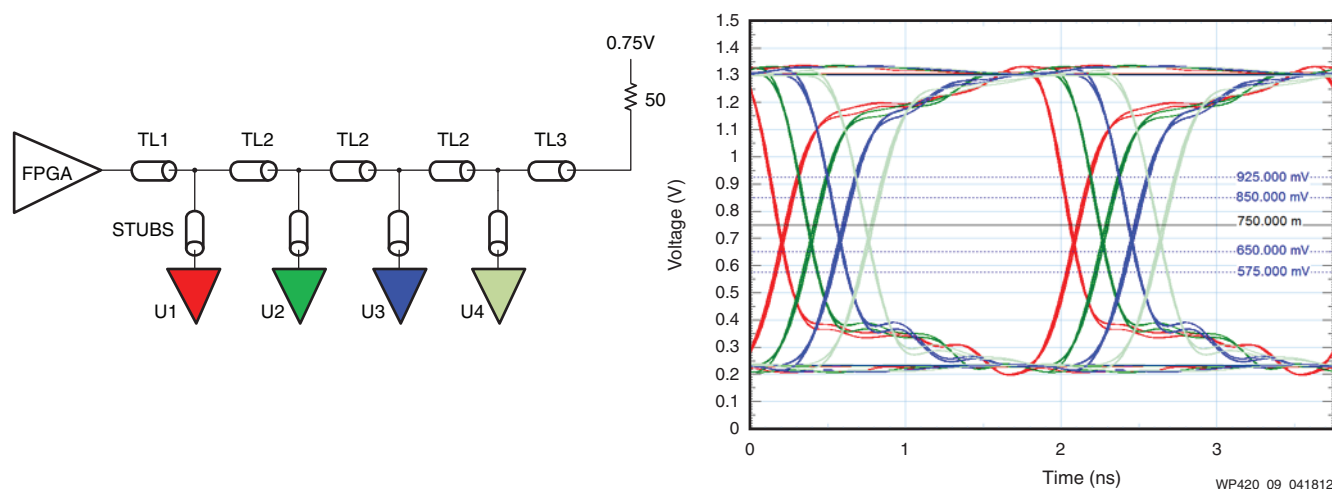 0.75V
50
TL1
TL2
TL2
TL2
TL3
FPGA
STUBS
U1
U2
U3
U4
Voltage (V)
1.5
1.4
1.3
1.2
1.1
1
0.9
0.8
0.7
0.6
0.5
0.4
0.3
0.2
0.1
0
925.000 mV
850.000 mV
750.000 m
650.000 mV
575.000 mV
0
1
2
3
Time (ns)
WP420_09_041812